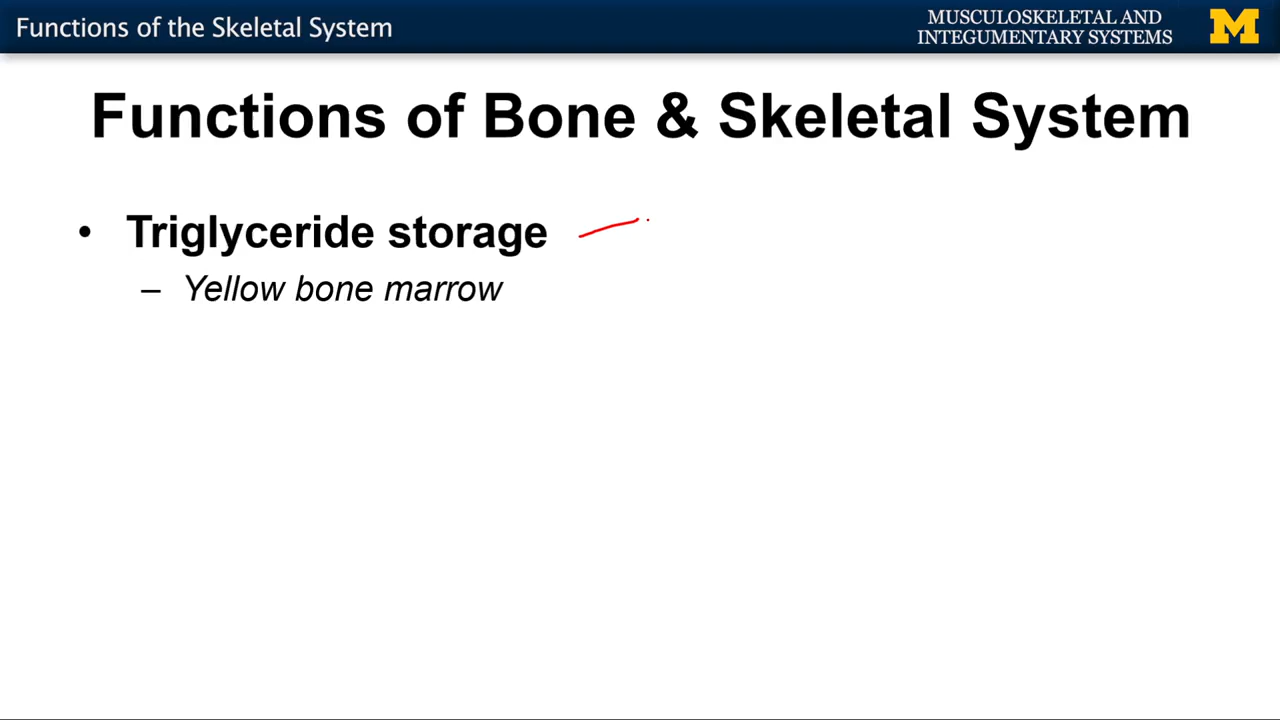 Functions of the Skeletal System
MUSCULOSKELETAL AND
INTEGUMENTARY SYSTEMS
M
Functions of Bone & Skeletal System
• Triglyceride storage
– Yellow bone marrow